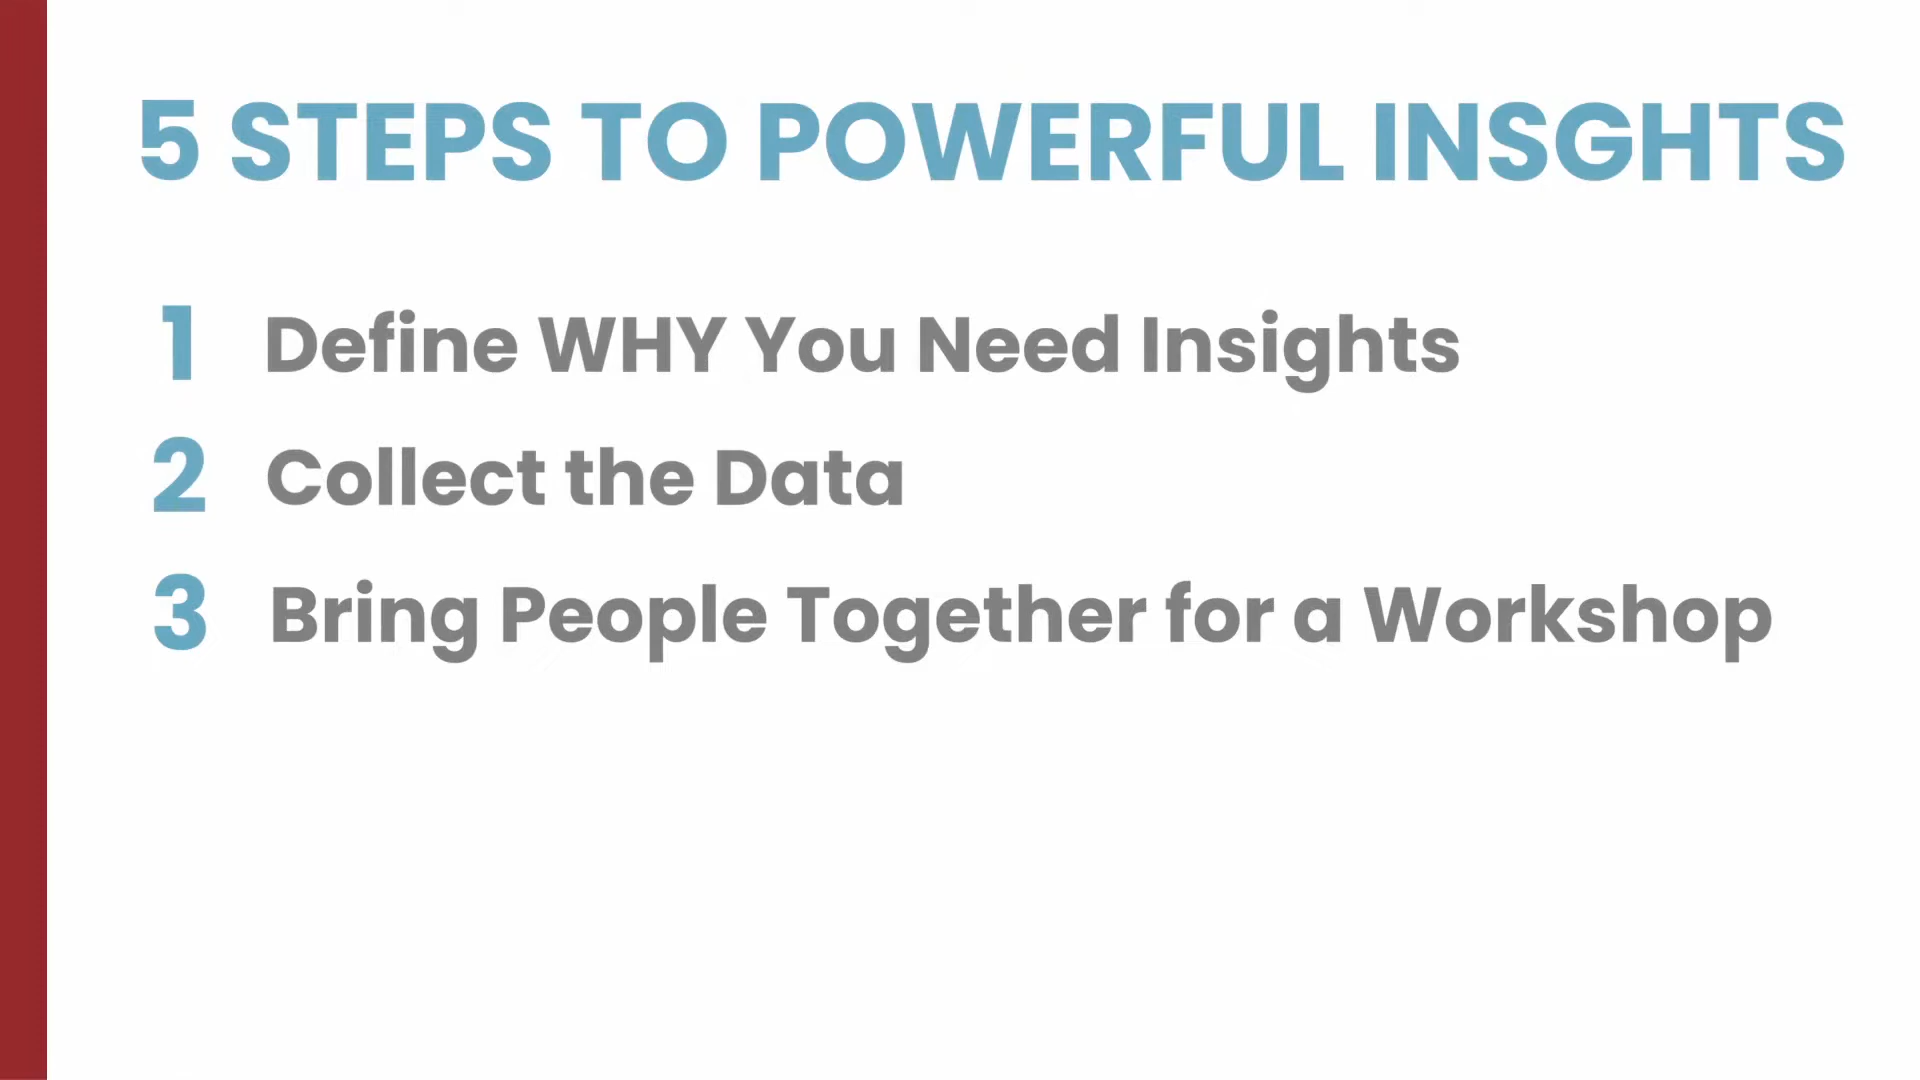 5 STEPS TO POWERFUL INSGHTS
1 Define WHY You Need Insights
2 Collect the Data
3 Bring People Together for a Workshop